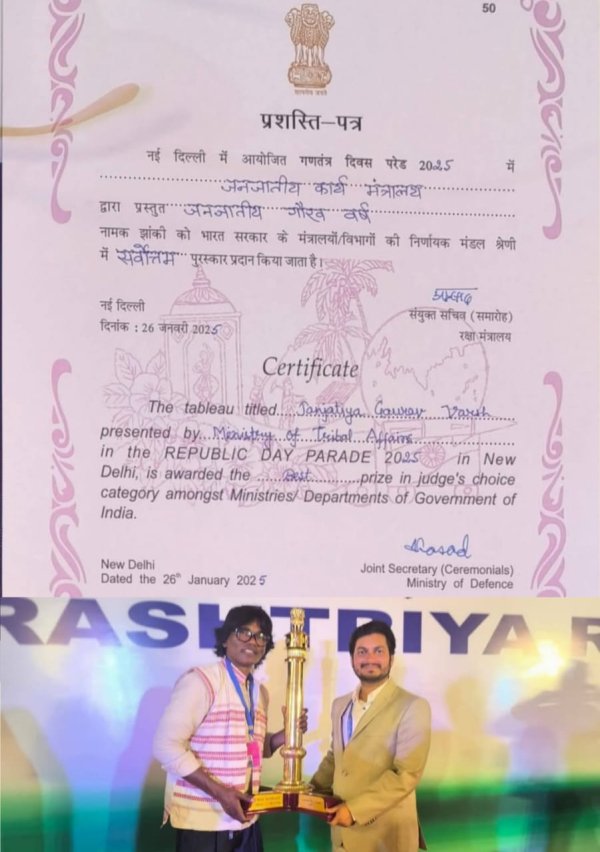 50
सत्यमेव जयते
प्रशस्ति–पत्र
नई दिल्ली में आयोजित गणतंत्र दिवस परेड 2025 में
जनजातीय कार्य मंत्रालय
द्वारा प्रस्तुत जनजातीय गौरव वर्ष
नामक झांकी को भारत सरकार के मंत्रालयों/विभागों की निर्णायक मंडल श्रेणी
में सर्वोत्तम पुरस्कार प्रदान किया जाता है।
नई दिल्ली
दिनांक : 26 जनवरी 2025
संयुक्त सचिव (समारोह)
रक्षा मंत्रालय
Certificate
The tableau titled Janjatiya Gaurav Varsh
presented by Ministry of Tribal Affairs
in the REPUBLIC DAY PARADE 2025 in New
Delhi, is awarded the Best prize in judge's choice
category amongst Ministries/ Departments of Government of
India.
New Delhi
Dated the 26th January 2025
Joint Secretary (Ceremonials)
Ministry of Defence
RASHTRIYA R